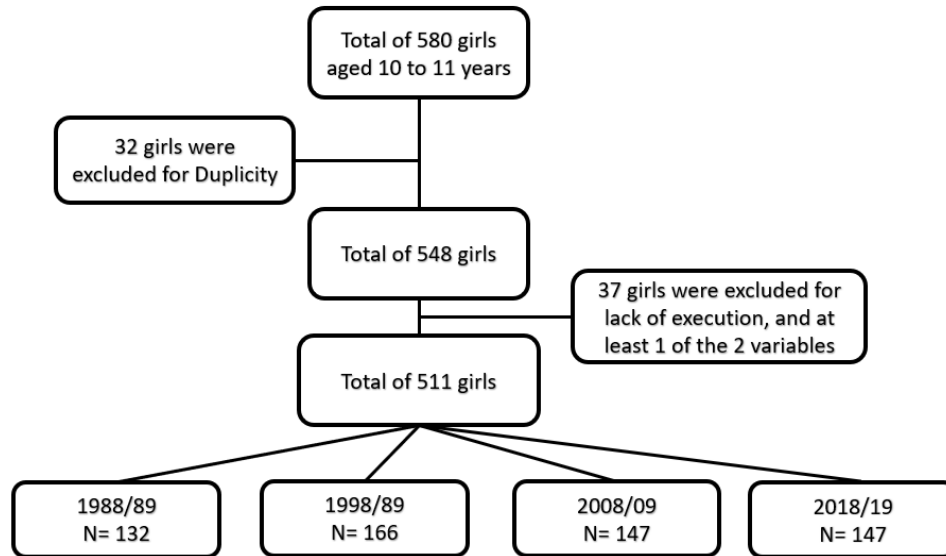 Total of 580 girls
aged 10 to 11 years
32 girls were
excluded for Duplicity
Total of 548 girls
37 girls were excluded for
lack of execution, and at
least 1 of the 2 variables
Total of 511 girls
1988/89
N= 132
1998/89
N= 166
2008/09
N= 147
2018/19
N= 147